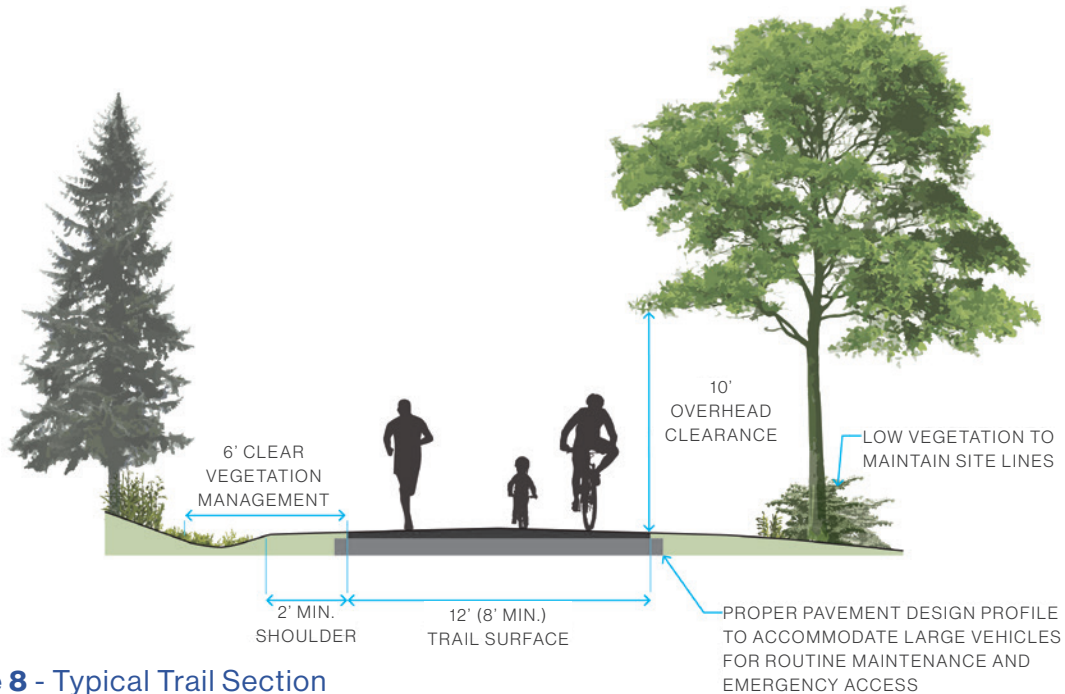 10’
OVERHEAD
CLEARANCE
6’ CLEAR
VEGETATION
MANAGEMENT
LOW VEGETATION TO
MAINTAIN SITE LINES
2’ MIN.
SHOULDER
12’ (8’ MIN.)
TRAIL SURFACE
PROPER PAVEMENT DESIGN PROFILE
TO ACCOMMODATE LARGE VEHICLES
FOR ROUTINE MAINTENANCE AND
EMERGENCY ACCESS
8 - Typical Trail Section